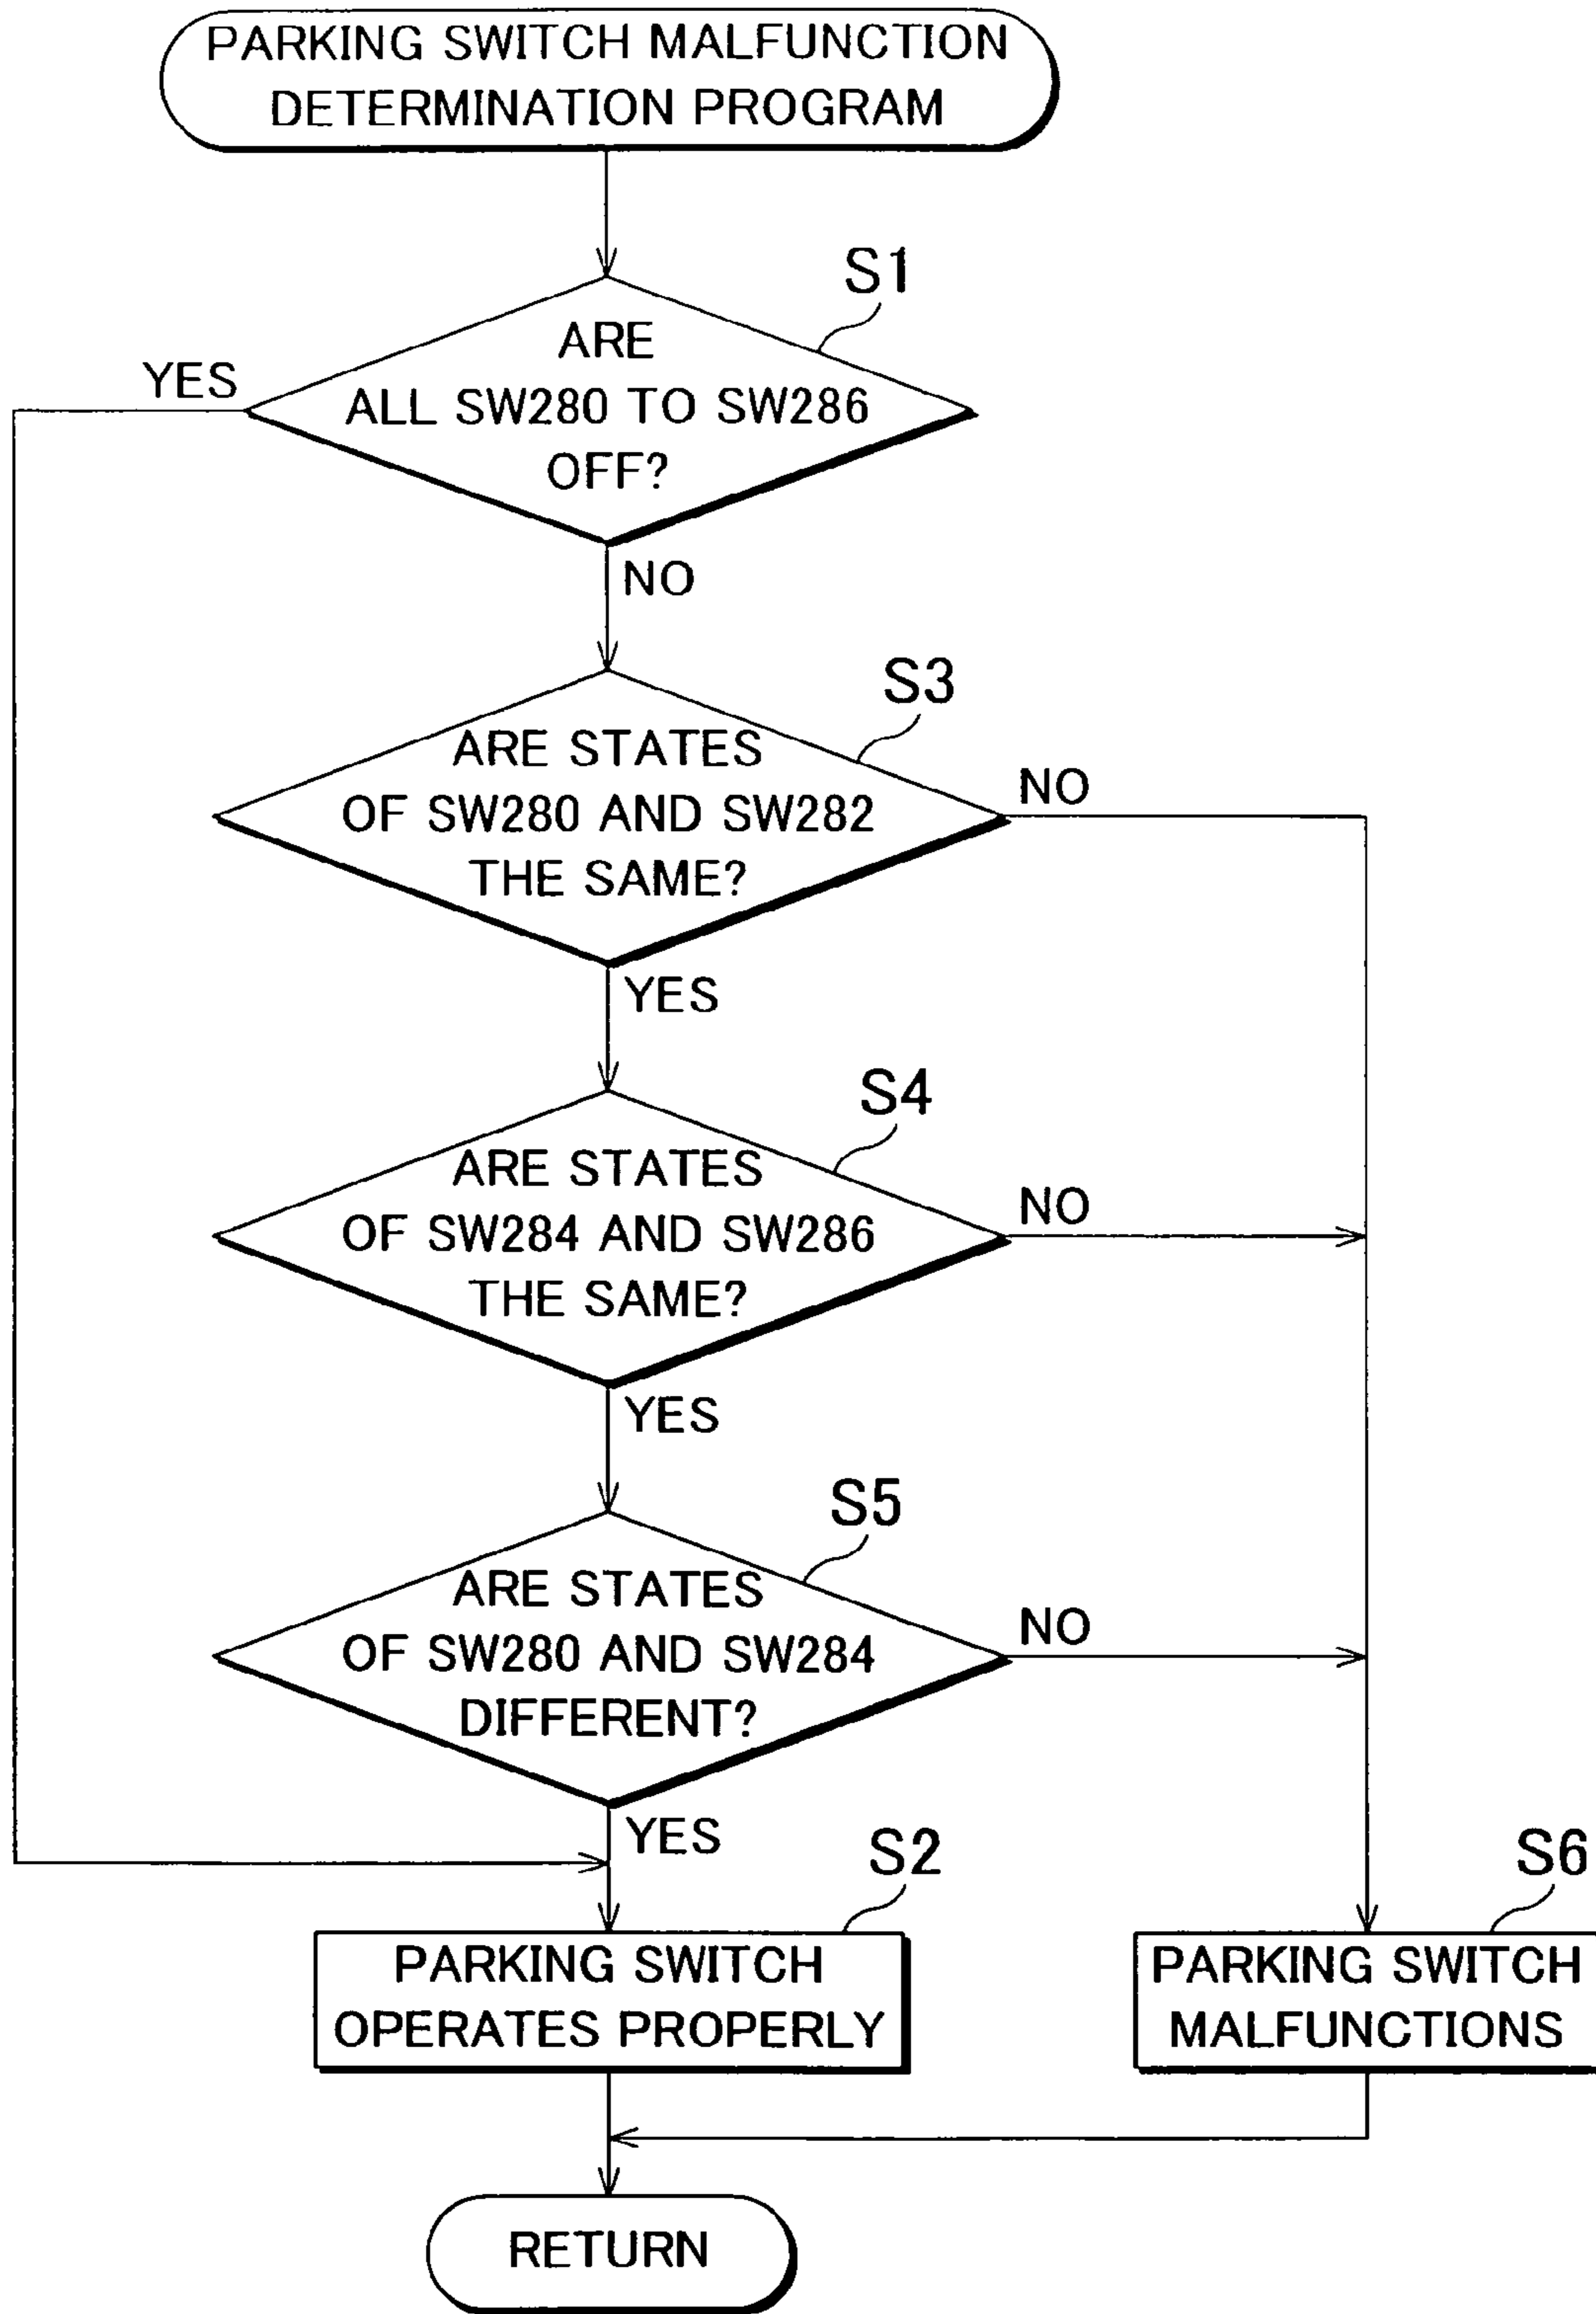 PARKING SWITCH MALFUNCTION
DETERMINATION PROGRAM
S1
ARE
ALL SW280 TO SW286
OFF?
YES
NO
S3
ARE STATES
OF SW280 AND SW282
THE SAME?
NO
YES
S4
ARE STATES
OF SW284 AND SW286
THE SAME?
NO
YES
S5
ARE STATES
OF SW280 AND SW284
DIFFERENT?
NO
YES
S2
PARKING SWITCH
OPERATES PROPERLY
S6
PARKING SWITCH
MALFUNCTIONS
RETURN